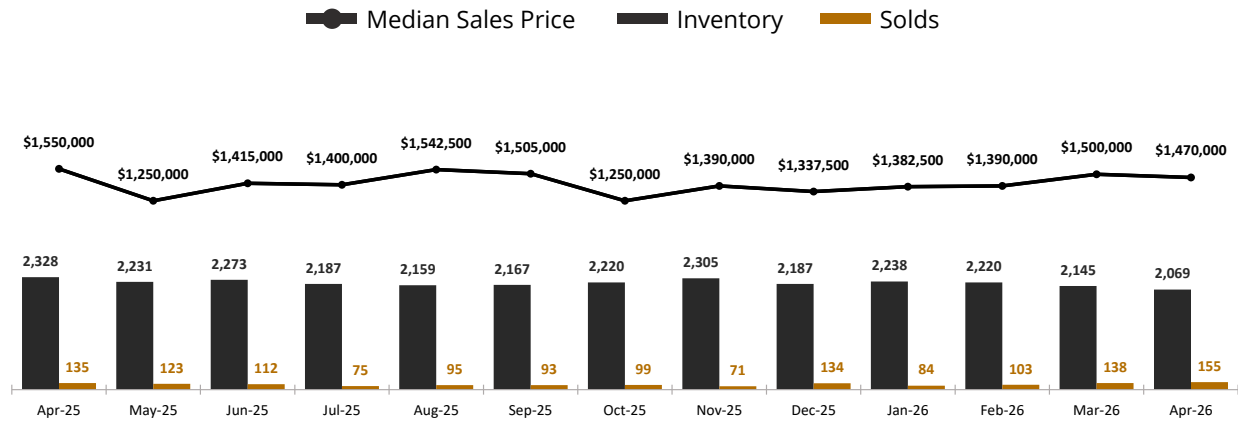 Median Sales Price Inventory Solds
$1,550,000 $1,250,000 $1,415,000 $1,400,000 $1,542,500 $1,505,000 $1,250,000 $1,390,000 $1,337,500 $1,382,500 $1,390,000 $1,500,000 $1,470,000
2,328 2,231 2,273 2,187 2,159 2,167 2,220 2,305 2,187 2,238 2,220 2,145 2,069
135 123 112 75 95 93 99 71 134 84 103 138 155
Apr-25 May-25 Jun-25 Jul-25 Aug-25 Sep-25 Oct-25 Nov-25 Dec-25 Jan-26 Feb-26 Mar-26 Apr-26